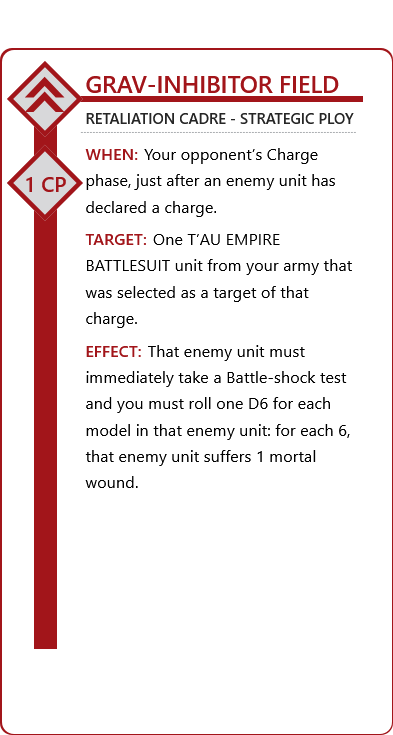 GRAV-INHIBITOR FIELD
RETALIATION CADRE - STRATEGIC PLOY
1 CP
WHEN: Your opponent’s Charge
phase, just after an enemy unit has
declared a charge.
TARGET: One T’AU EMPIRE
BATTLESUIT unit from your army that
was selected as a target of that
charge.
EFFECT: That enemy unit must
immediately take a Battle-shock test
and you must roll one D6 for each
model in that enemy unit: for each 6,
that enemy unit suffers 1 mortal
wound.